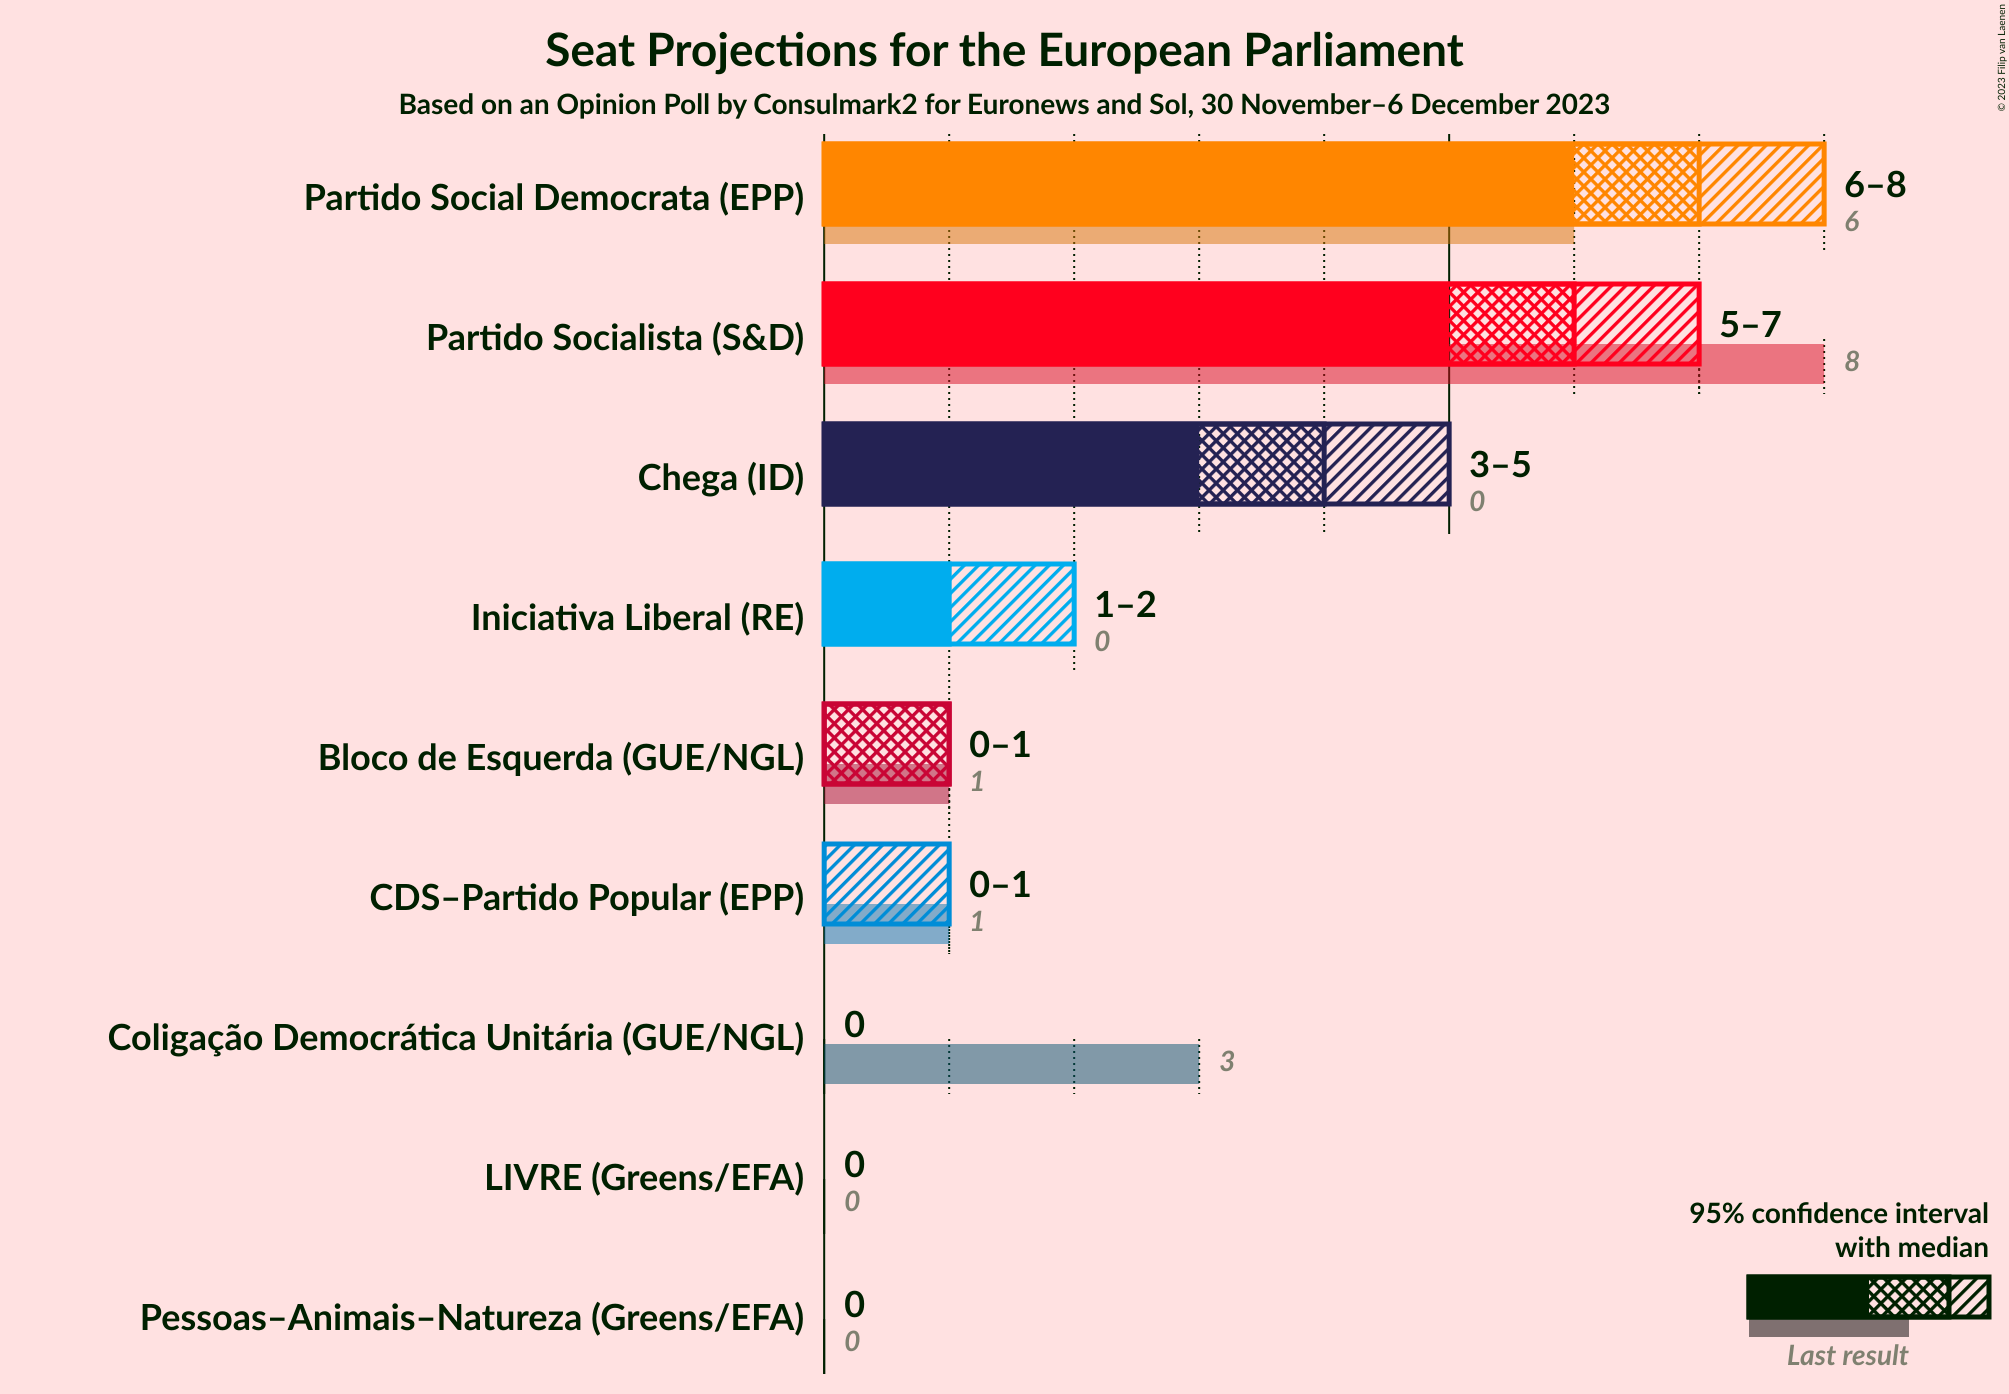 Seat Projections for the European Parliament
Based on an Opinion Poll by Consulmark2 for Euronews and Sol, 30 November–6 December 2023
© 2023 Filip van Laenen
Partido Social Democrata (EPP)
6–8
6
Partido Socialista (S&D)
5–7
8
Chega (ID)
3–5
0
Iniciativa Liberal (RE)
1–2
0
Bloco de Esquerda (GUE/NGL)
0–1
1
CDS–Partido Popular (EPP)
0–1
1
Coligação Democrática Unitária (GUE/NGL)
0
3
LIVRE (Greens/EFA)
0
0
Pessoas–Animais–Natureza (Greens/EFA)
0
0
95% confidence interval
with median
Last result